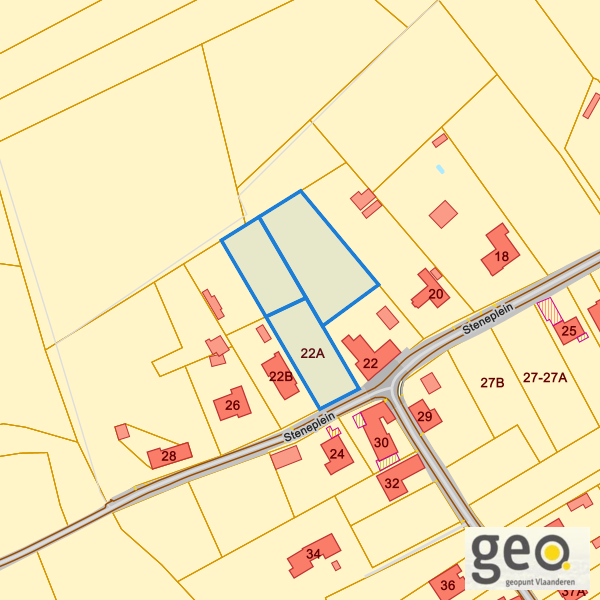 18
20
Steneplein
25
22A
22
22B
27B
27-27A
26
29
Steneplein
30
28
24
32
34
36
37A
geo.
geopunt Vlaanderen